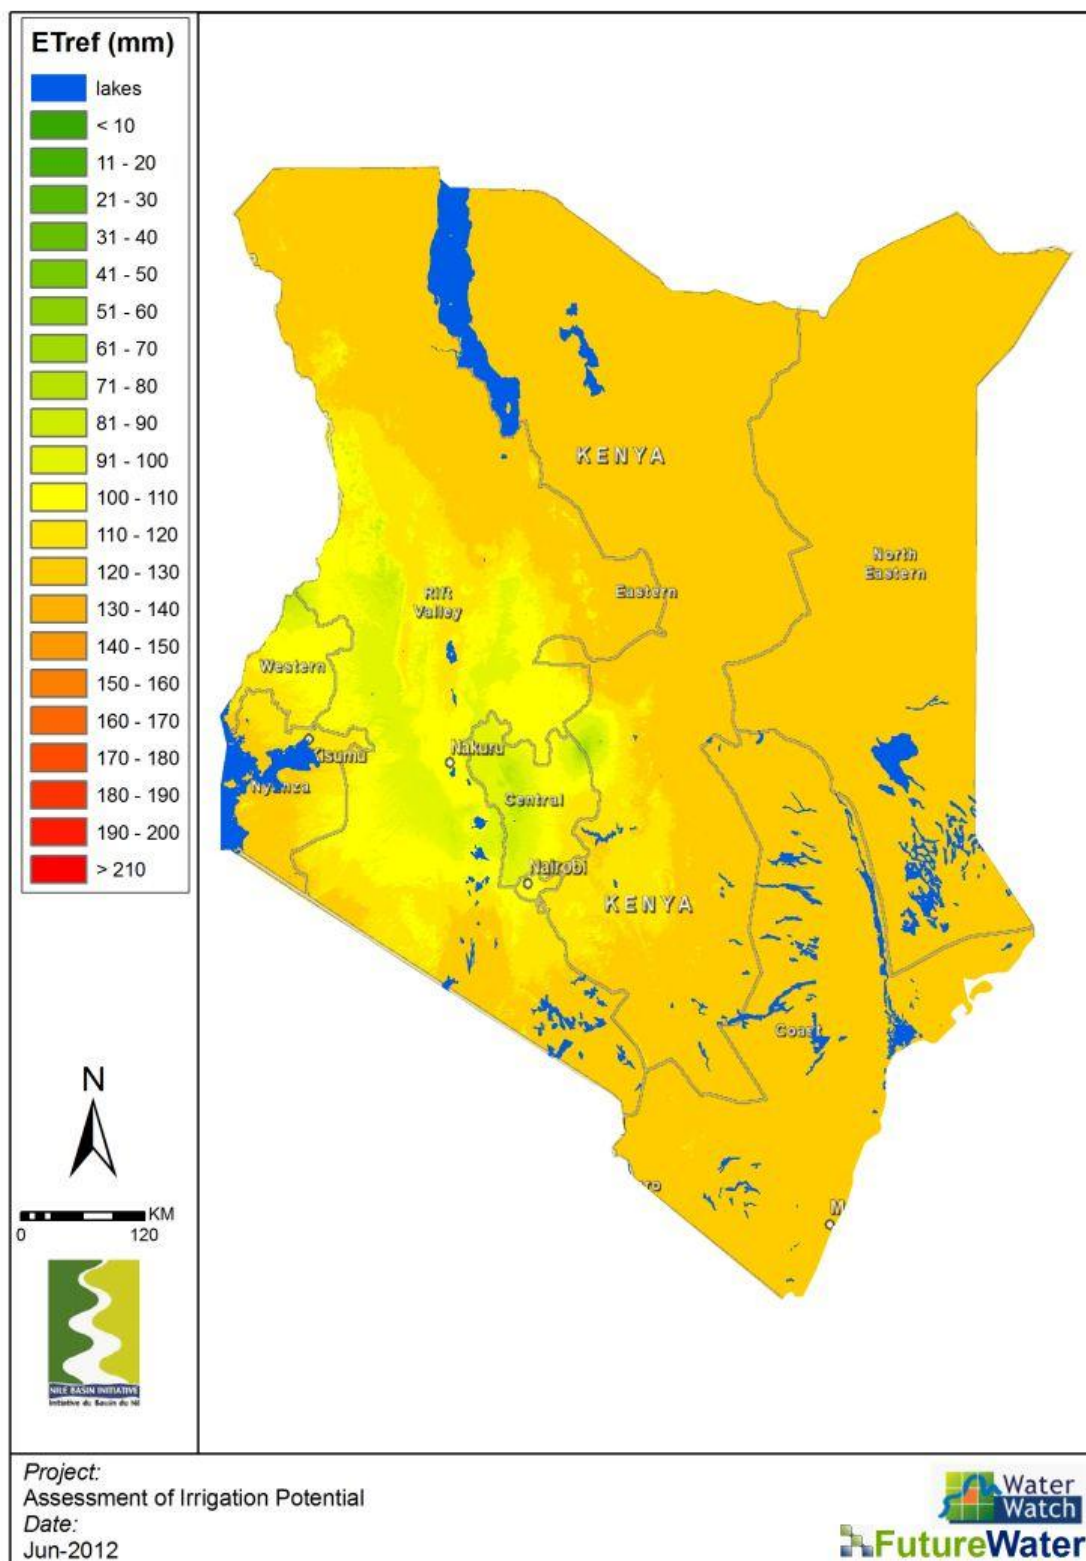 ETref (mm)
lakes
< 10
11 - 20
21 - 30
31 - 40
41 - 50
51 - 60
61 - 70
71 - 80
81 - 90
91 - 100
100 - 110
110 - 120
120 - 130
130 - 140
140 - 150
150 - 160
160 - 170
170 - 180
180 - 190
190 - 200
> 210
KENYA
North
Eastern
Eastern
Rift
Valley
Western
Kisumu
Nyanza
Nakuru
Central
Nairobi
KENYA
Coast
ro
M
N
KM
0 120
NILE BASIN INITIATIVE
Initiative du Bassin du Nil
Project:
Assessment of Irrigation Potential
Date:
Jun-2012
Water
Watch
FutureWater